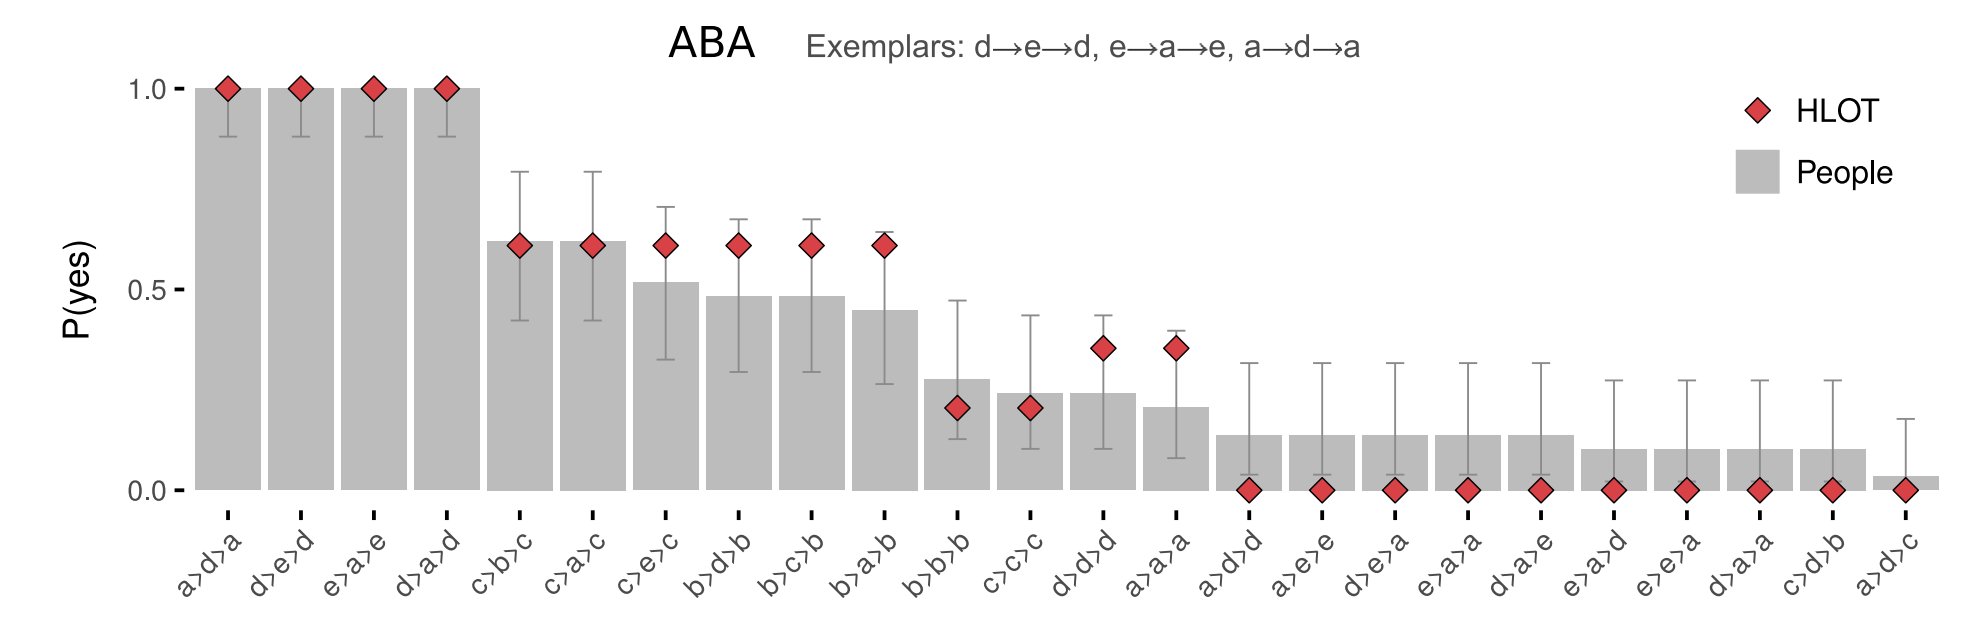 ABA Exemplars: d→e→d, e→a→e, a→d→a
HLOT
People
P(yes)
1.0
0.5
0.0
a>d>a
d>e>d
e>a>e
d>a>d
c>b>c
c>a>c
c>e>c
b>d>b
b>c>b
b>a>b
b>b>b
c>c>c
d>d>d
a>a>a
a>d>d
a>e>e
d>e>a
e>a>a
d>a>e
e>a>d
e>e>a
d>a>a
c>d>b
a>d>c